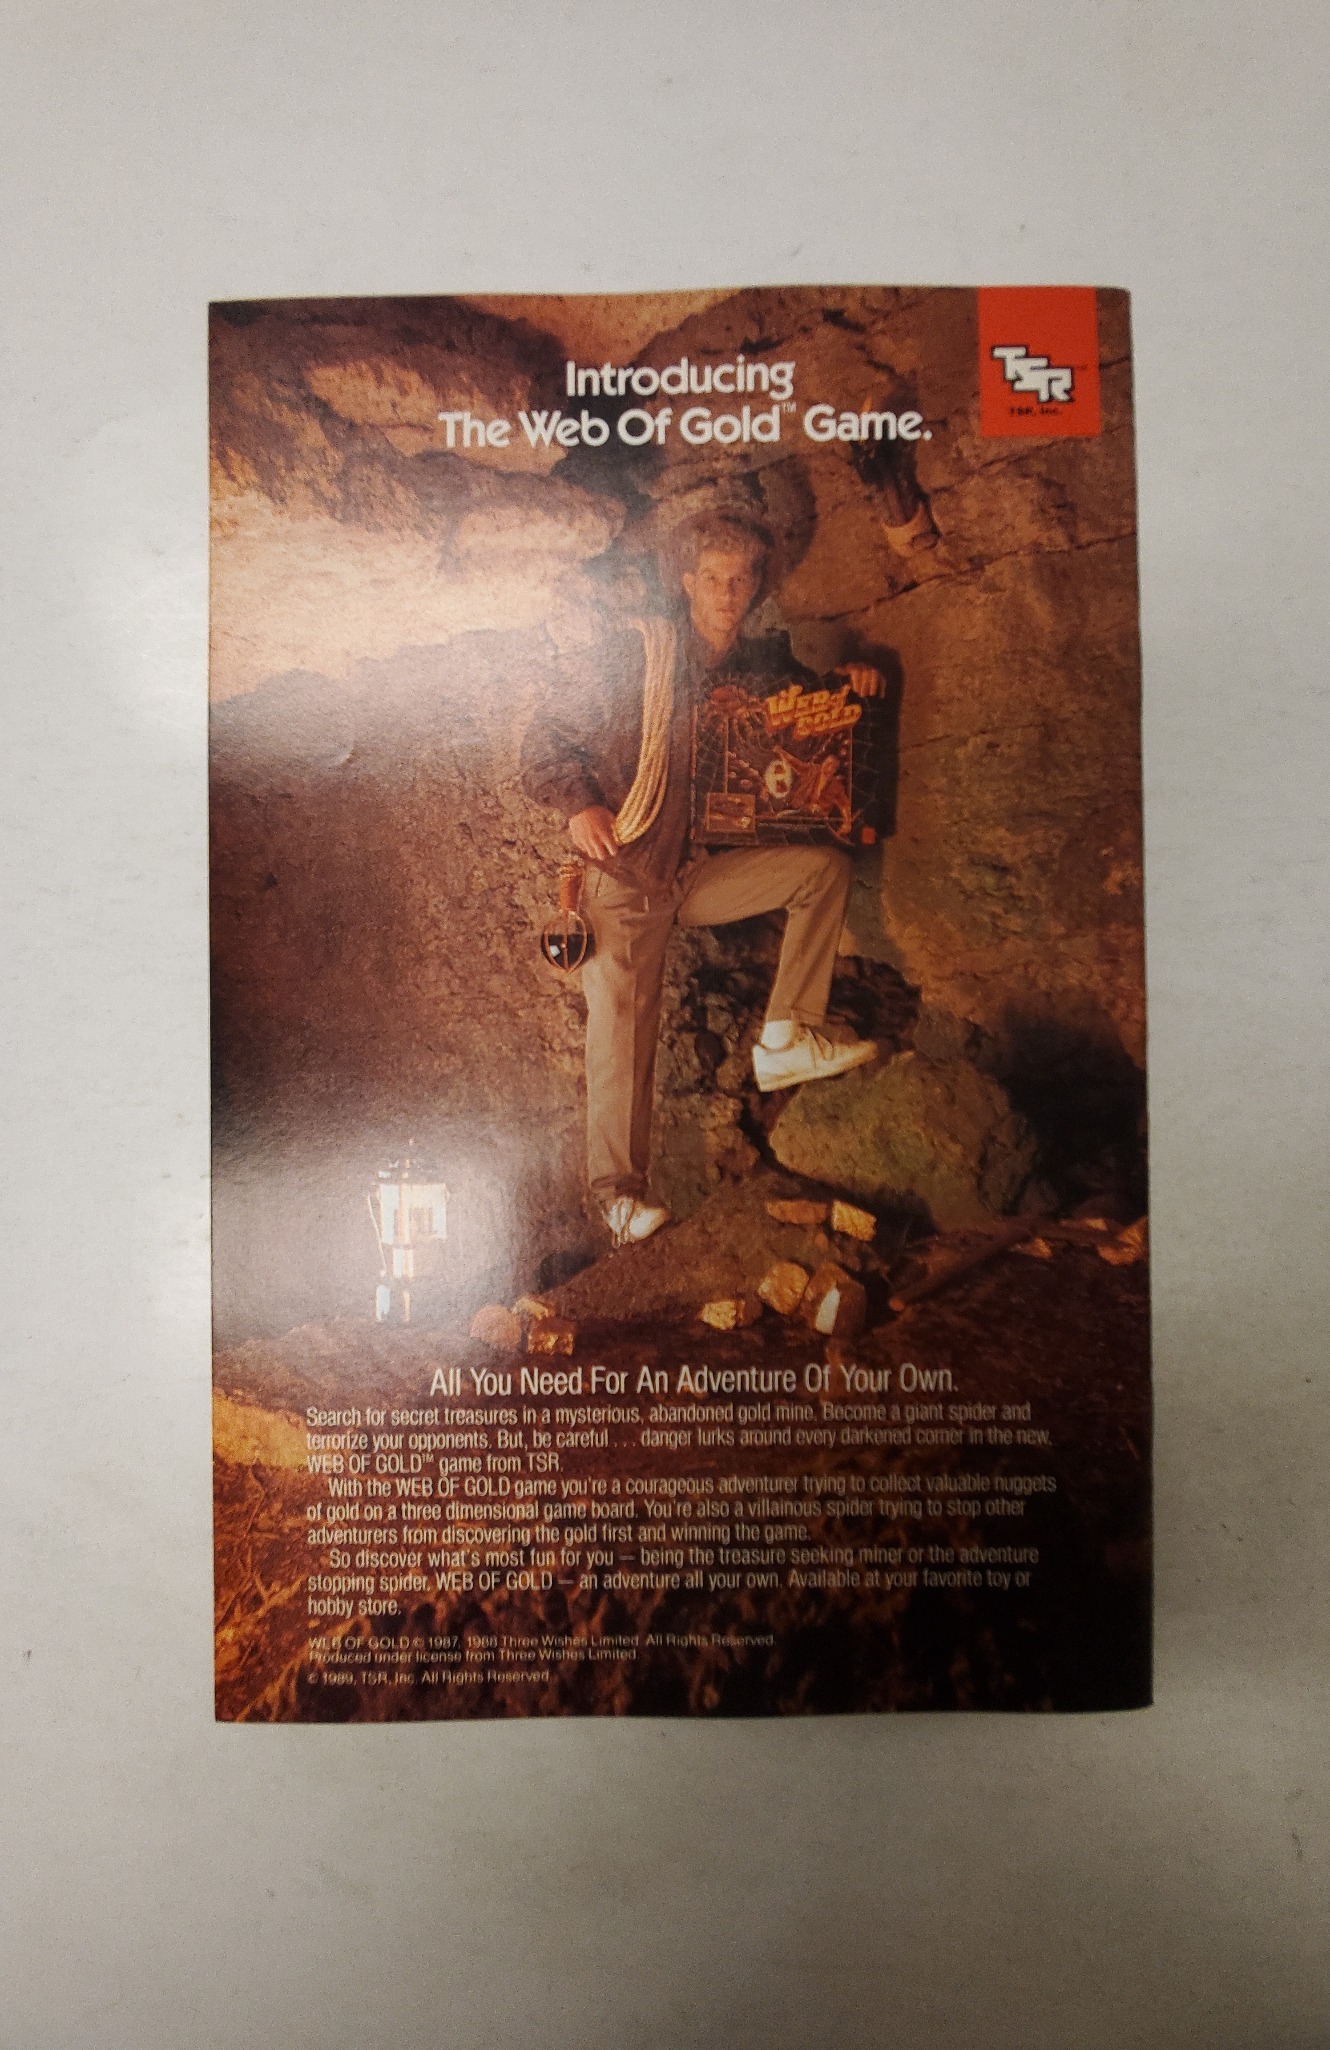 Introducing
The Web Of Gold™ Game.
TSR
TSR, Inc.
WEB of
GOLD
All You Need For An Adventure Of Your Own.
Search for secret treasures in a mysterious, abandoned gold mine. Become a giant spider and
terrorize your opponents. But, be careful . . . danger lurks around every darkened corner in the new,
WEB OF GOLD™ game from TSR.
With the WEB OF GOLD game you're a courageous adventurer trying to collect valuable nuggets
of gold on a three dimensional game board. You're also a villainous spider trying to stop other
adventurers from discovering the gold first and winning the game.
So discover what's most fun for you — being the treasure seeking miner or the adventure
stopping spider. WEB OF GOLD — an adventure all your own. Available at your favorite toy or
hobby store.
WEB OF GOLD © 1987, 1988 Three Wishes Limited. All Rights Reserved.
Produced under license from Three Wishes Limited.
© 1989, TSR, Inc. All Rights Reserved.